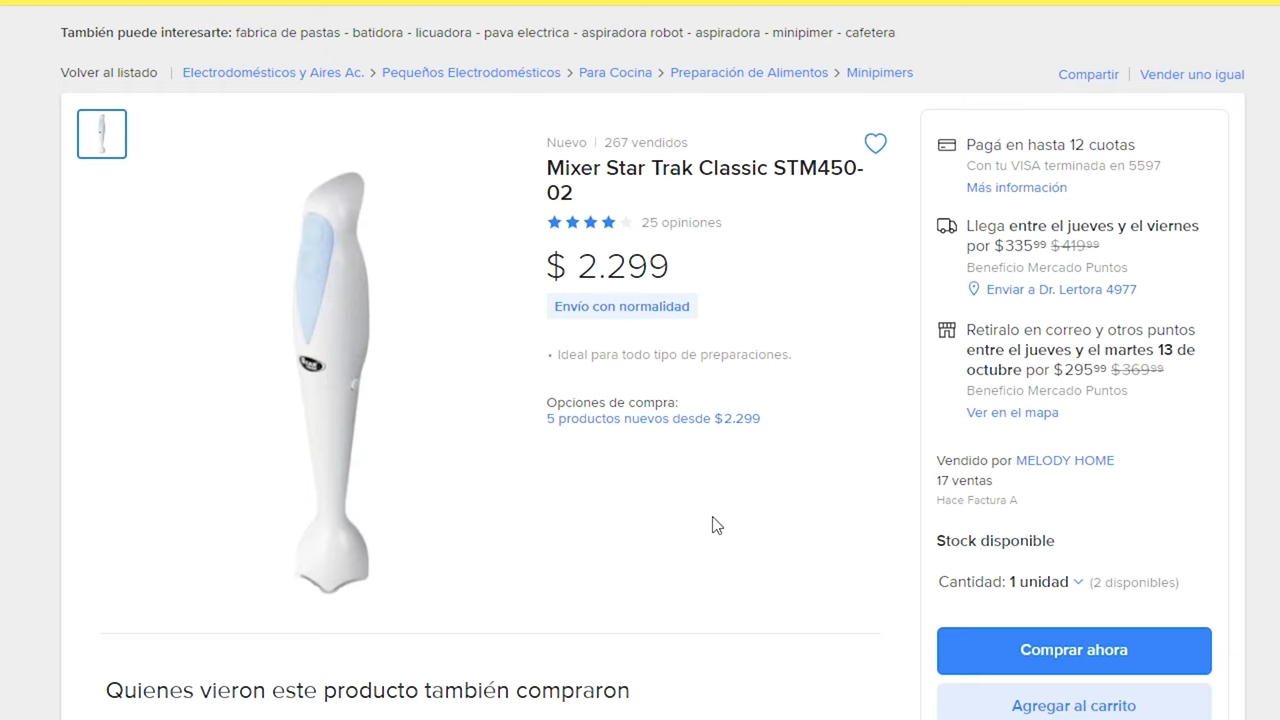 También puede interesarte: fabrica de pastas - batidora - licuadora - pava electrica - aspiradora robot - aspiradora - minipimer - cafetera
Volver al listado | Electrodomésticos y Aires Ac. > Pequeños Electrodomésticos > Para Cocina > Preparación de Alimentos > Minipimers
Compartir | Vender uno igual
Nuevo | 267 vendidos
Mixer Star Trak Classic STM450-
02
25 opiniones
$ 2.299
Envío con normalidad
• Ideal para todo tipo de preparaciones.
Opciones de compra:
5 productos nuevos desde $2.299
Pagá en hasta 12 cuotas
Con tu VISA terminada en 5597
Más información
Llega entre el jueves y el viernes
por $335⁹⁹ $419⁹⁹
Beneficio Mercado Puntos
Enviar a Dr. Lertora 4977
Retiralo en correo y otros puntos
entre el jueves y el martes 13 de
octubre por $295⁹⁹ $369⁹⁹
Beneficio Mercado Puntos
Ver en el mapa
Vendido por MELODY HOME
17 ventas
Hace Factura A
Stock disponible
Cantidad: 1 unidad (2 disponibles)
Comprar ahora
Agregar al carrito
Quienes vieron este producto también compraron